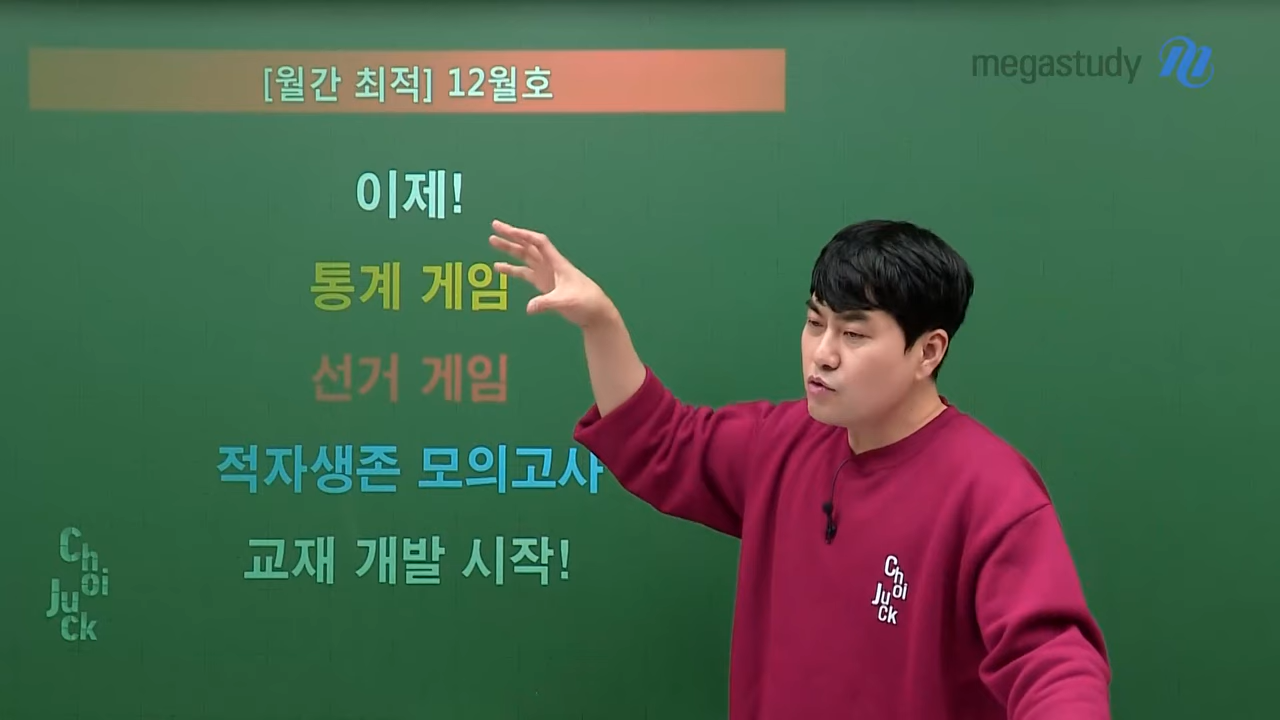 [월간 최적] 12월호
megastudy
이제!
통계 게임
선거 게임
적자생존 모의고사
교재 개발 시작!
Choi
Juck
Choi
Juck